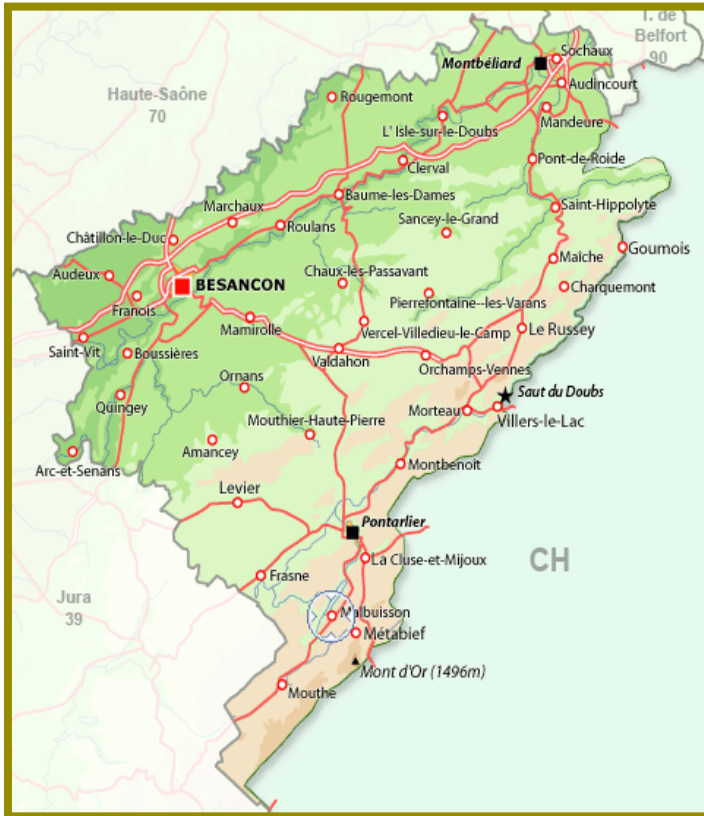 T. de
Belfort
90
Sochaux
Montbéliard
Audincourt
Haute-Saône
70
Rougemont
Mandeure
L' Isle-sur-le-Doubs
Clerval
Pont-de-Roide
Baume-les-Dames
Marchaux
Saint-Hippolyte
Roulans
Sancey-le-Grand
Châtillon-le-Duc
Goumois
Maîche
Audeux
Chaux-lès-Passavant
BESANCON
Charquemont
Franois
Pierrefontaine--les-Varans
Mamirolle
Vercel-Villedieu-le-Camp
Le Russey
Saint-Vit
Boussières
Valdahon
Orchamps-Vennes
Ornans
Saut du Doubs
Quingey
Morteau
Mouthier-Haute-Pierre
Villers-le-Lac
Amancey
Arc-et-Senans
Montbenoît
Levier
Pontarlier
La Cluse-et-Mijoux
CH
Frasne
Jura
39
Malbuisson
Métabief
Mont d'Or (1496m)
Mouthe